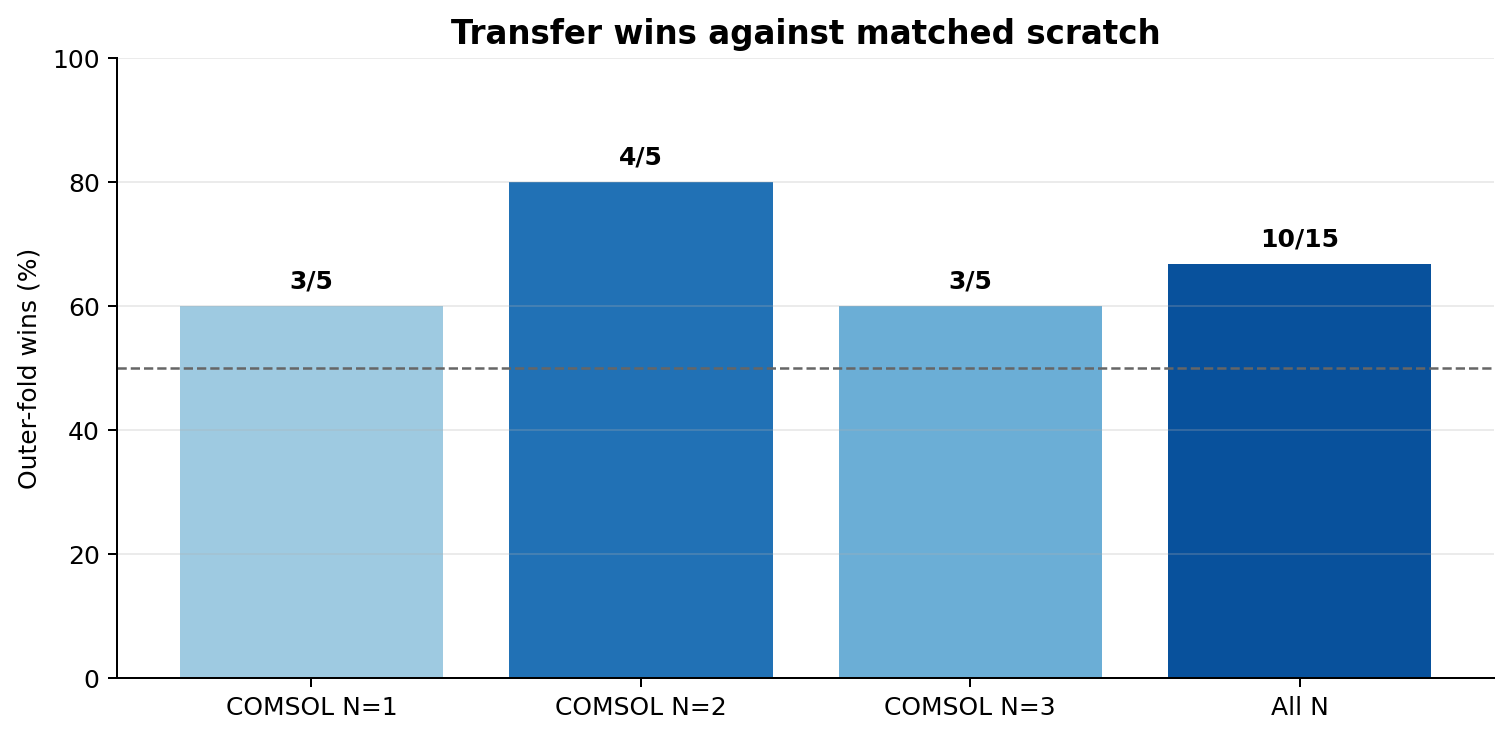 Transfer wins against matched scratch
Outer-fold wins (%)
100
80
60
40
20
0
3/5
4/5
3/5
10/15
COMSOL N=1
COMSOL N=2
COMSOL N=3
All N